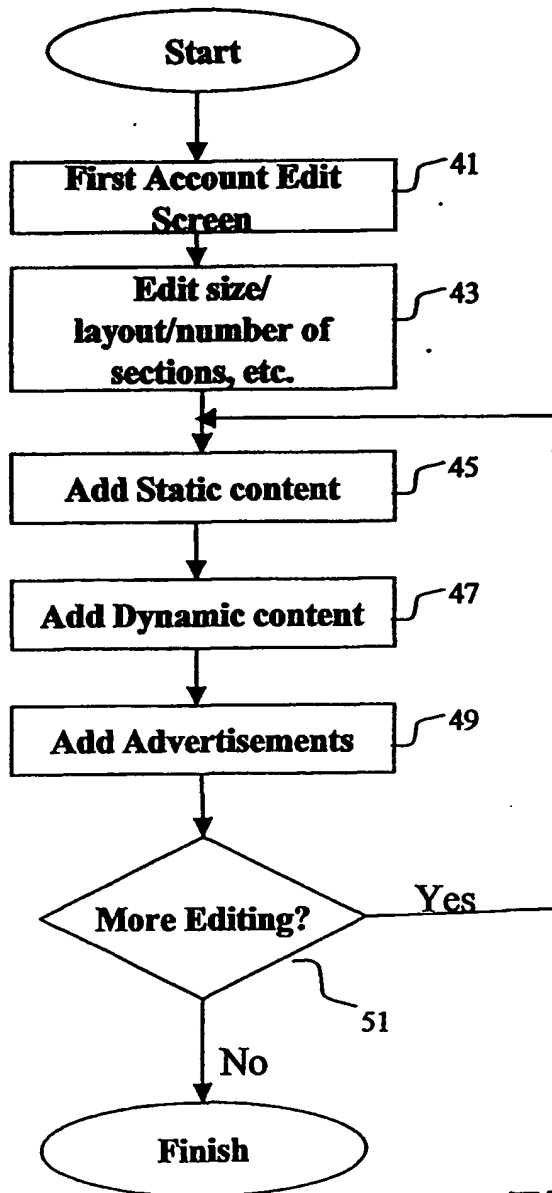 Start
First Account Edit
Screen
41
Edit size/
layout/number of
sections, etc.
43
Add Static content
45
Add Dynamic content
47
Add Advertisements
49
More Editing?
Yes
51
No
Finish